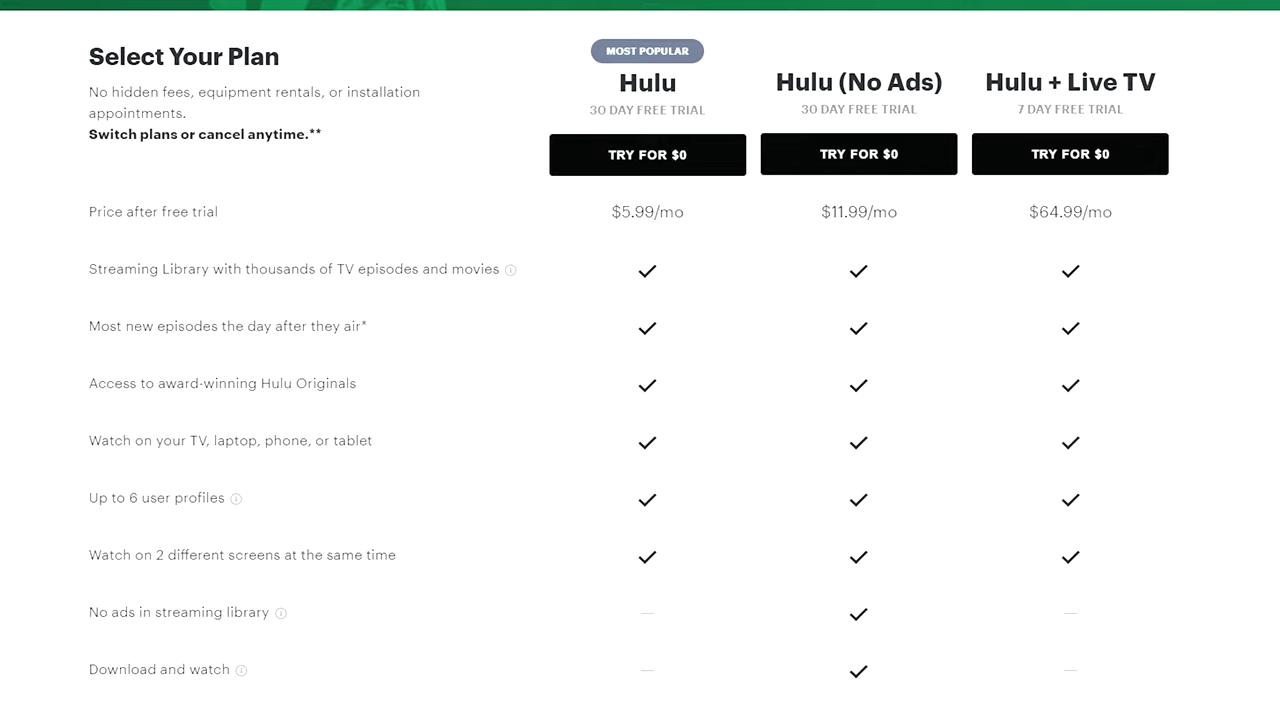 Select Your Plan
No hidden fees, equipment rentals, or installation
appointments.
Switch plans or cancel anytime.**
MOST POPULAR
Hulu
30 DAY FREE TRIAL
TRY FOR $0
Hulu (No Ads)
30 DAY FREE TRIAL
TRY FOR $0
Hulu + Live TV
7 DAY FREE TRIAL
TRY FOR $0
Price after free trial $5.99/mo $11.99/mo $64.99/mo
Streaming Library with thousands of TV episodes and movies
Most new episodes the day after they air*
Access to award-winning Hulu Originals
Watch on your TV, laptop, phone, or tablet
Up to 6 user profiles
Watch on 2 different screens at the same time
No ads in streaming library
Download and watch